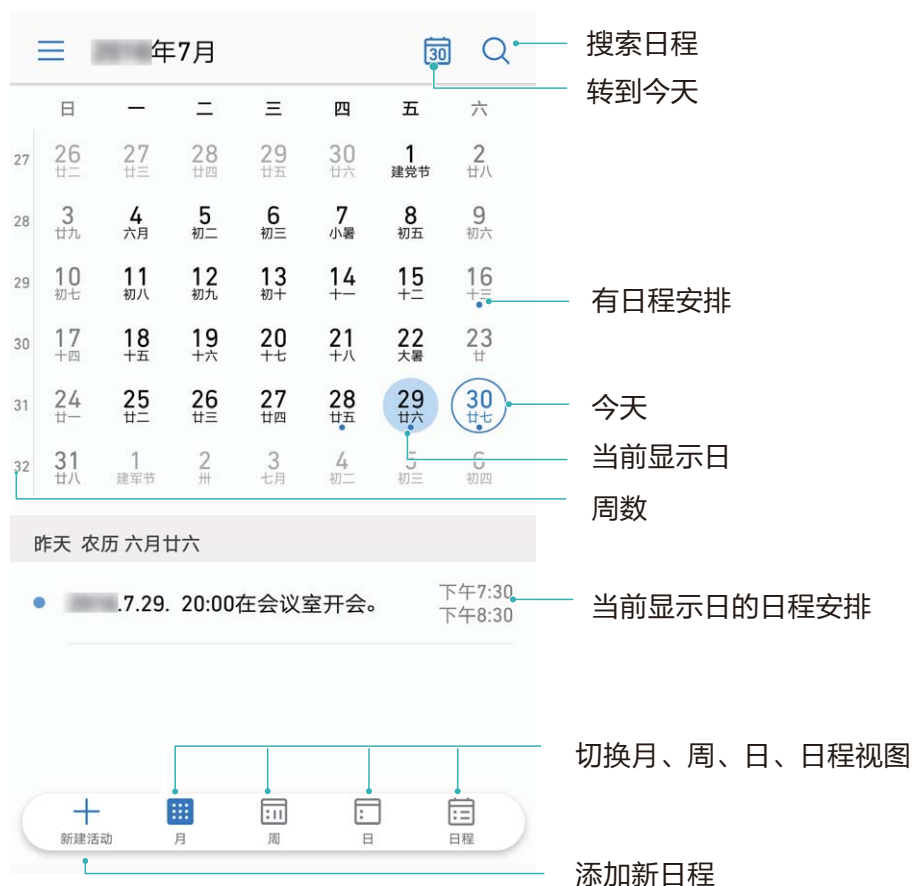 年7月
30
搜索日程
转到今天
日 一 二 三 四 五 六
27 26 27 28 29 30 1 2
廿二 廿三 廿四 廿五 廿六 建党节 廿八
28 3 4 5 6 7 8 9
廿九 六月 初二 初三 小暑 初五 初六
29 10 11 12 13 14 15 16
初七 初八 初九 初十 十一 十二 十三
有日程安排
30 17 18 19 20 21 22 23
十四 十五 十六 十七 十八 大暑 廿
31 24 25 26 27 28 29 30
廿一 廿二 廿三 廿四 廿五 廿六 廿七
今天
当前显示日
32 31 1 2 3 4 5 6
廿八 建军节 卅 七月 初二 初三 初四
周数
昨天 农历 六月廿六
.7.29. 20:00在会议室开会。
下午7:30
下午8:30
当前显示日的日程安排
切换月、周、日、日程视图
新建活动 月 周 日 日程
添加新日程